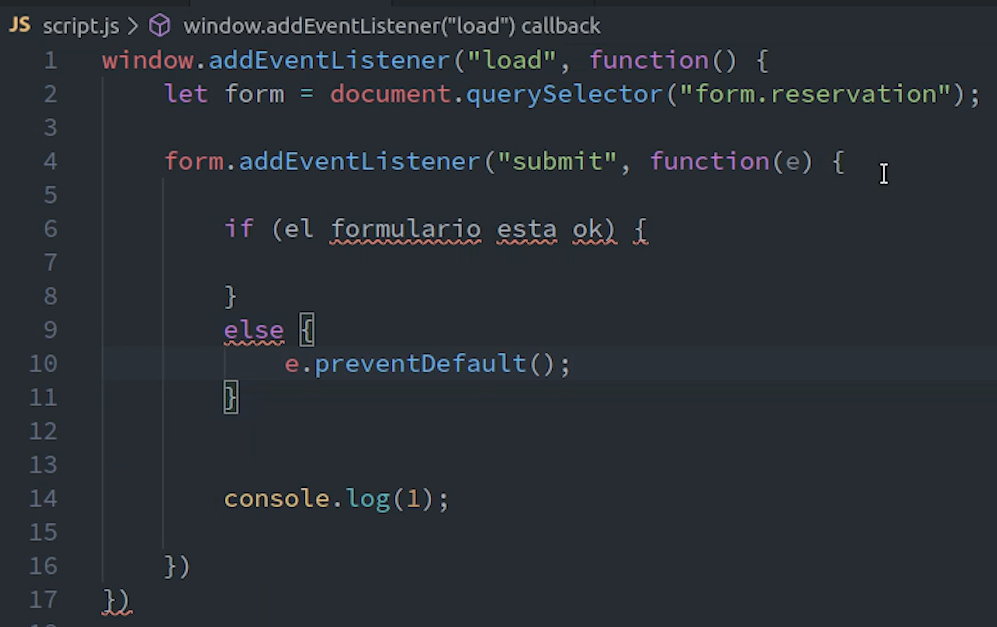 JS script.js > window.addEventListener("load") callback
1 window.addEventListener("load", function() {
2 let form = document.querySelector("form.reservation");
3
4 form.addEventListener("submit", function(e) {
5
6 if (el formulario esta ok) {
7
8 }
9 else {
10 e.preventDefault();
11 }
12
13
14 console.log(1);
15
16 })
17 })